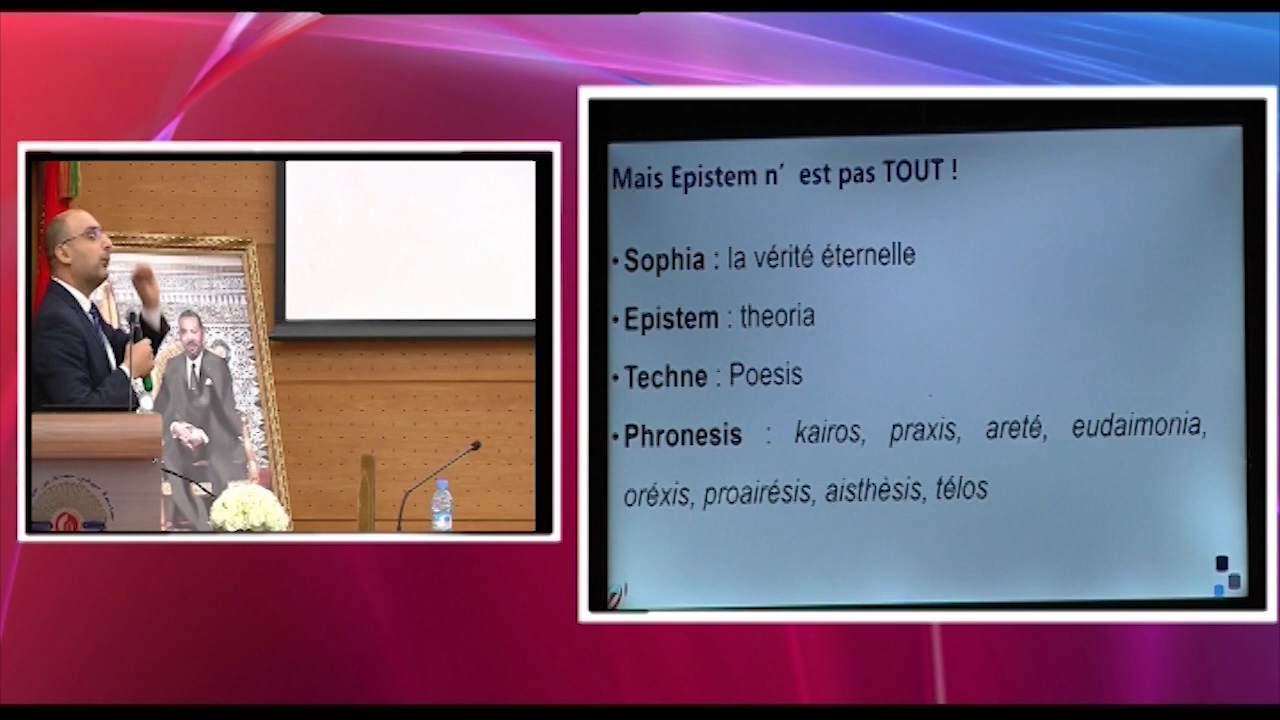 Mais Epistem n’ est pas TOUT !
• Sophia : la vérité éternelle
• Epistem : theoria
• Techne : Poesis
• Phronesis : kairos, praxis, areté, eudaimonia,
oréxis, proairésis, aisthèsis, télos